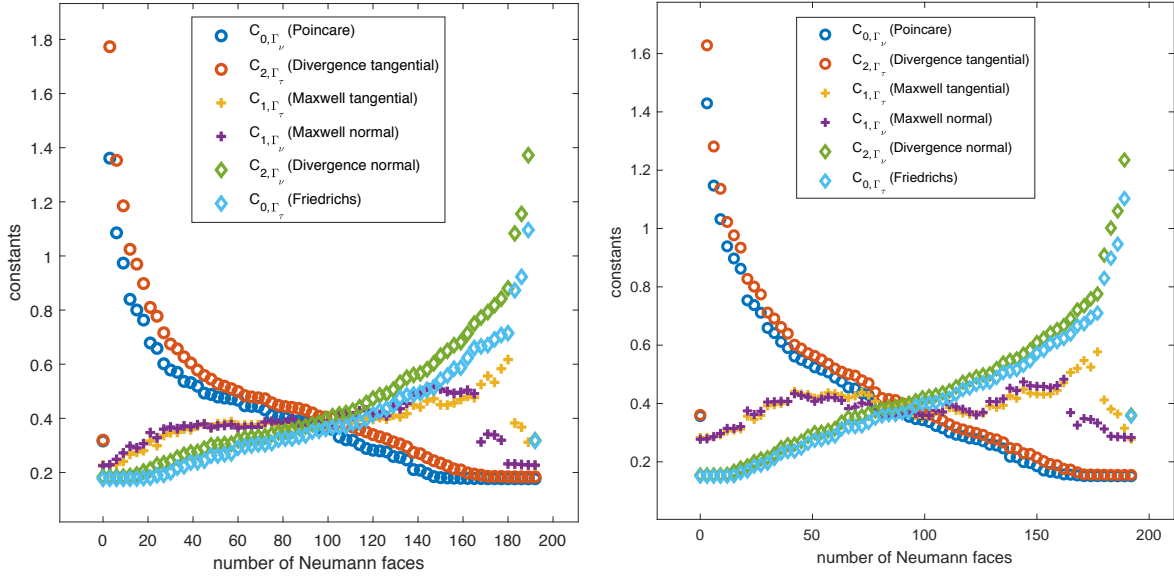 1.8
1.6
1.4
1.2
1
0.8
0.6
0.4
0.2
constants
C0,Γν (Poincare)
C2,Γτ (Divergence tangential)
C1,Γτ (Maxwell tangential)
C1,Γν (Maxwell normal)
C2,Γν (Divergence normal)
C0,Γτ (Friedrichs)
0 20 40 60 80 100 120 140 160 180 200
number of Neumann faces
1.6
1.4
1.2
1
0.8
0.6
0.4
0.2
constants
C0,Γν (Poincare)
C2,Γτ (Divergence tangential)
C1,Γτ (Maxwell tangential)
C1,Γν (Maxwell normal)
C2,Γν (Divergence normal)
C0,Γτ (Friedrichs)
0 50 100 150 200
number of Neumann faces